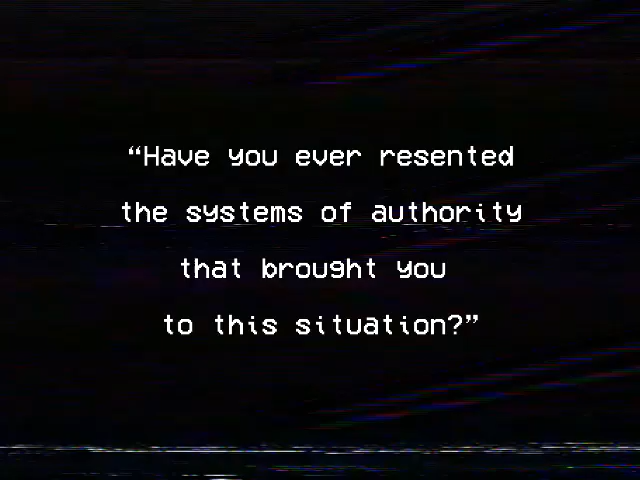 “Have you ever resented
the systems of authority
that brought you
to this situation?”